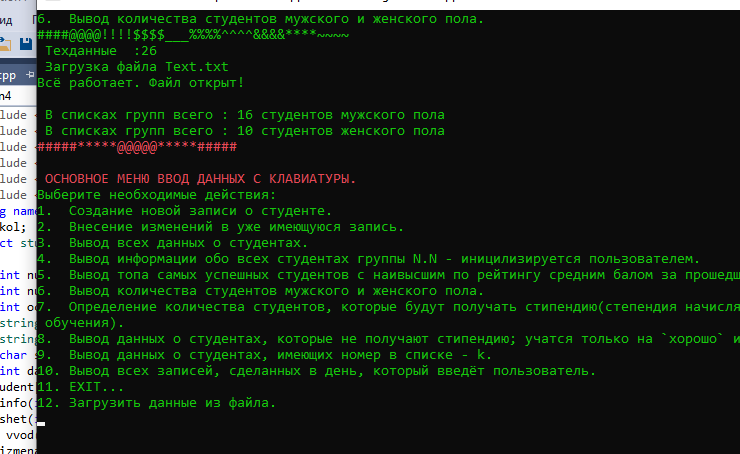 6.  Вывод количества студентов мужского и женского пола.
####@@@@!!!!$$$$___%%%%^^^^&&&&****~~~~
Техданные  :26
Загрузка файла Text.txt
Всё работает. Файл открыт!
В списках групп всего : 16 студентов мужского пола
В списках групп всего : 10 студентов женского пола
#####*****@@@@@*****#####
ОСНОВНОЕ МЕНЮ ВВОД ДАННЫХ С КЛАВИАТУРЫ.
Выберите необходимые действия:
1.  Создание новой записи о студенте.
2.  Внесение изменений в уже имеющуюся запись.
3.  Вывод всех данных о студентах.
4.  Вывод информации обо всех студентах группы N.N - иницилизируется пользователем.
5.  Вывод топа самых успешных студентов с наивысшим по рейтингу средним балом за прошедш
6.  Вывод количества студентов мужского и женского пола.
7.  Определение количества студентов, которые будут получать стипендию(степендия начисля
обучения).
8.  Вывод данных о студентах, которые не получают стипендию; учатся только на `хорошо` и
9.  Вывод данных о студентах, имеющих номер в списке - k.
10. Вывод всех записей, сделанных в день, который введёт пользователь.
11. EXIT...
12. Загрузить данные из файла.
ид
cpp
n4
lude <
lude <
lude <
lude <
lude <
lude <
g name
kol;
ct stu
int nu
int nu
int o
string
string
char
int da
udent
info(
shet(
vvod
izmena